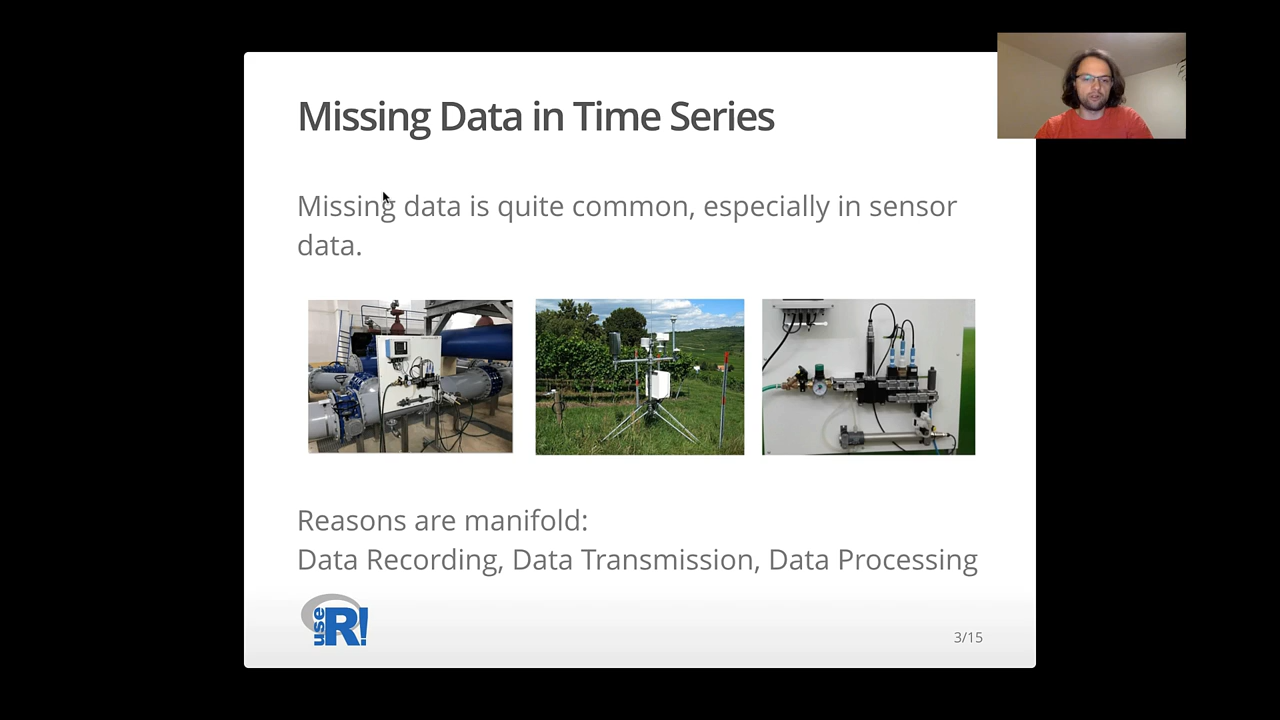 Missing Data in Time Series
Missing data is quite common, especially in sensor
data.
Reasons are manifold:
Data Recording, Data Transmission, Data Processing
useR!
3/15